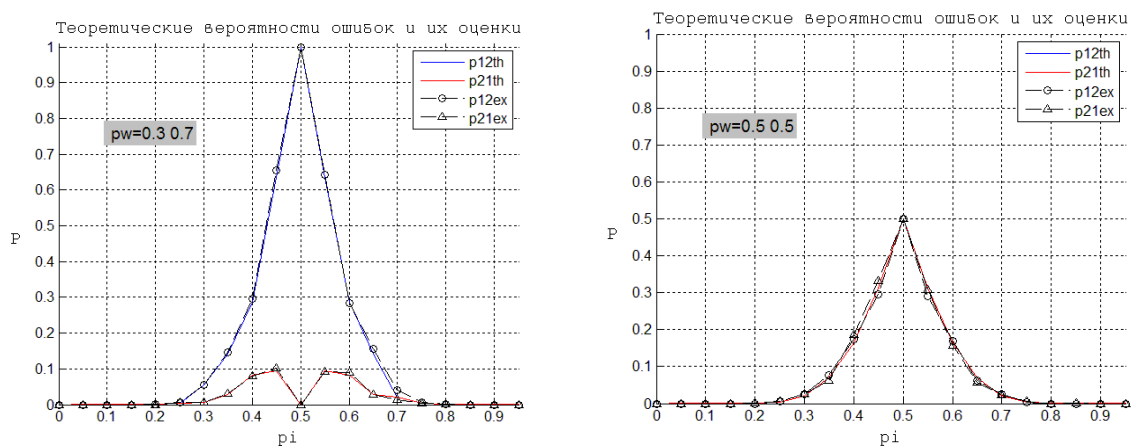 Теоретические вероятности ошибок и их оценки
1
0.9
0.8
0.7
0.6
0.5
0.4
0.3
0.2
0.1
0
P
p12th
p21th
p12ex
p21ex
pw=0.3 0.7
0 0.1 0.2 0.3 0.4 0.5 0.6 0.7 0.8 0.9
pi
Теоретические вероятности ошибок и их оценки
1
0.9
0.8
0.7
0.6
0.5
0.4
0.3
0.2
0.1
0
P
p12th
p21th
p12ex
p21ex
pw=0.5 0.5
0 0.1 0.2 0.3 0.4 0.5 0.6 0.7 0.8 0.9
pi